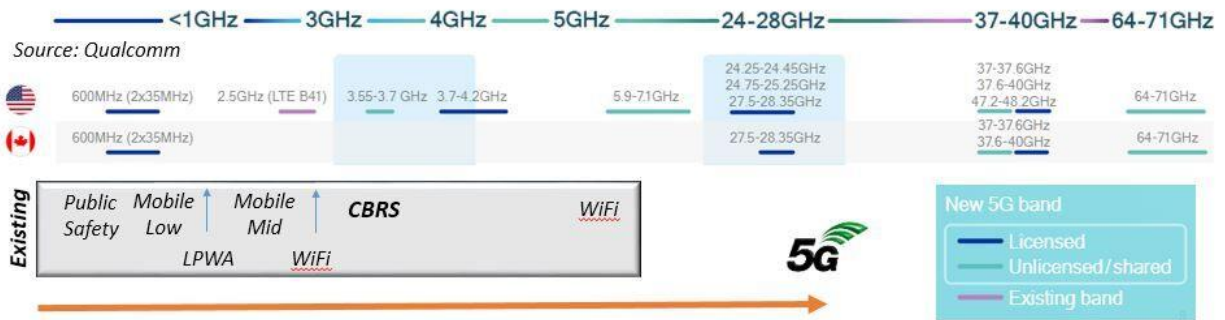 <1GHz 3GHz 4GHz 5GHz 24-28GHz 37-40GHz 64-71GHz
Source: Qualcomm
24.25-24.45GHz
24.75-25.25GHz
27.5-28.35GHz
37-37.6GHz
37.6-40GHz
47.2-48.2GHz
600MHz (2x35MHz) 2.5GHz (LTE B41) 3.55-3.7 GHz 3.7-4.2GHz 5.9-7.1GHz 64-71GHz
37-37.6GHz
37.6-40GHz
600MHz (2x35MHz) 27.5-28.35GHz 64-71GHz
Existing
Public
Safety
Mobile
Low
Mobile
Mid
CBRS
WiFi
LPWA WiFi
5G
New 5G band
Licensed
Unlicensed/shared
Existing band